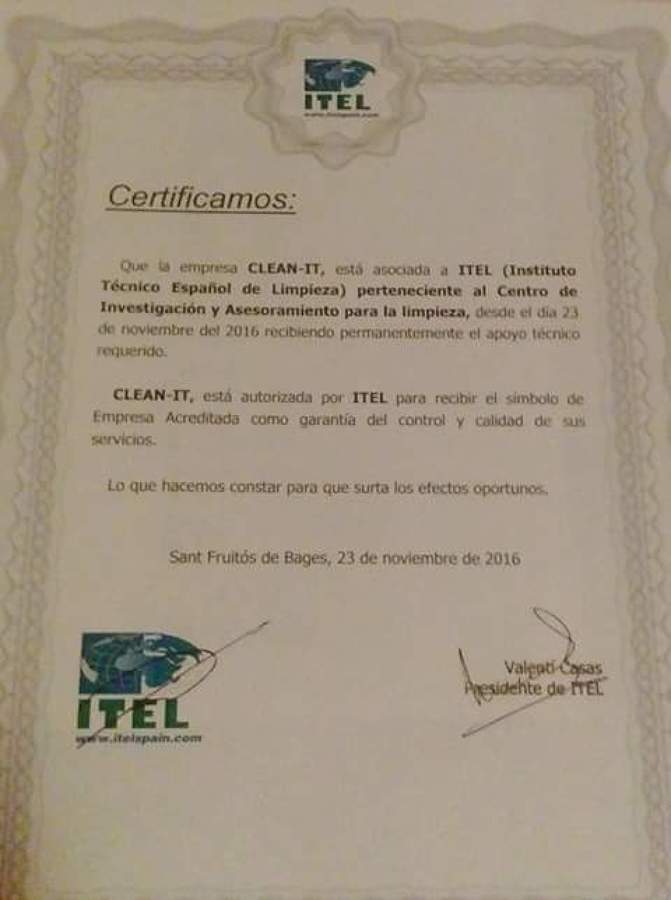 ITEL
www.itelspain.com
Certificamos:
Que la empresa CLEAN-IT, está asociada a ITEL (Instituto
Técnico Español de Limpieza) perteneciente al Centro de
Investigación y Asesoramiento para la limpieza, desde el día 23
de noviembre del 2016 recibiendo permanentemente el apoyo técnico
requerido.
CLEAN-IT, está autorizada por ITEL para recibir el símbolo de
Empresa Acreditada como garantía del control y calidad de sus
servicios.
Lo que hacemos constar para que surta los efectos oportunos.
Sant Fruitós de Bages, 23 de noviembre de 2016
ITEL
www.itelspain.com
Valentí Casas
Presidente de ITEL